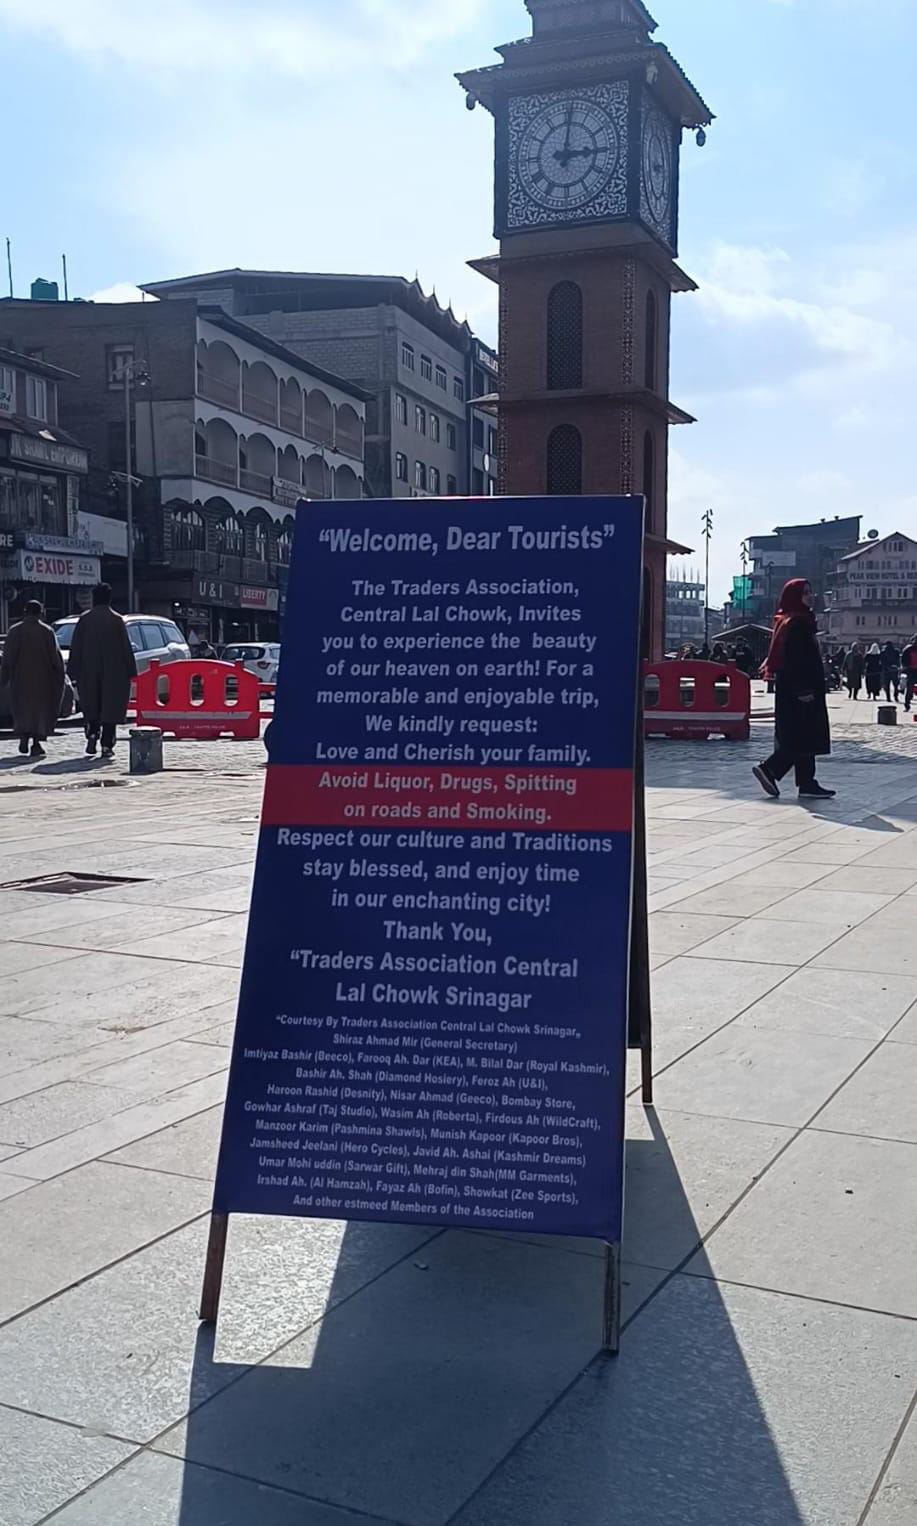 "Welcome, Dear Tourists"
The Traders Association,
Central Lal Chowk, Invites
you to experience the beauty
of our heaven on earth! For a
memorable and enjoyable trip,
We kindly request:
Love and Cherish your family.
Avoid Liquor, Drugs, Spitting
on roads and Smoking.
Respect our culture and Traditions
stay blessed, and enjoy time
in our enchanting city!
Thank You,
"Traders Association Central
Lal Chowk Srinagar
"Courtesy By Traders Association Central Lal Chowk Srinagar,
Shiraz Ahmad Mir (General Secretary)
Imtiyaz Bashir (Beeco), Farooq Ah. Dar (KEA), M. Bilal Dar (Royal Kashmir),
Bashir Ah. Shah (Diamond Hosiery), Feroz Ah (U&I),
Haroon Rashid (Desnity), Nisar Ahmad (Geeco), Bombay Store,
Gowhar Ashraf (Taj Studio), Wasim Ah (Roberta), Firdous Ah (WildCraft),
Manzoor Karim (Pashmina Shawls), Munish Kapoor (Kapoor Bros),
Jamsheed Jeelani (Hero Cycles), Javid Ah. Ashai (Kashmir Dreams)
Umar Mohi uddin (Sarwar Gift), Mehraj din Shah(MM Garments),
Irshad Ah. (Al Hamzah), Fayaz Ah (Bofin), Showkat (Zee Sports),
And other estmeed Members of the Association
EXIDE
U & I
LIBERTY
PEAK VIEW HOTEL